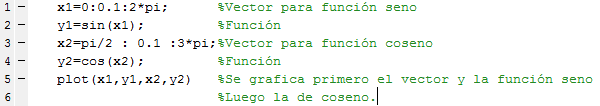 1 - x1=0:0.1:2*pi; %Vector para función seno
2 - y1=sin(x1); %Función
3 - x2=pi/2 : 0.1 :3*pi;%Vector para función coseno
4 - y2=cos(x2); %Función
5 - plot(x1,y1,x2,y2) %Se grafica primero el vector y la función seno
6 %Luego la de coseno.